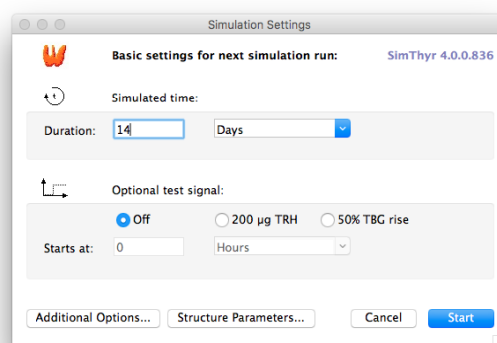 Simulation Settings
Basic settings for next simulation run: SimThyr 4.0.0.836
Simulated time:
Duration: 14 Days
Optional test signal:
Off 200 µg TRH 50% TBG rise
Starts at: 0 Hours
Additional Options... Structure Parameters... Cancel Start